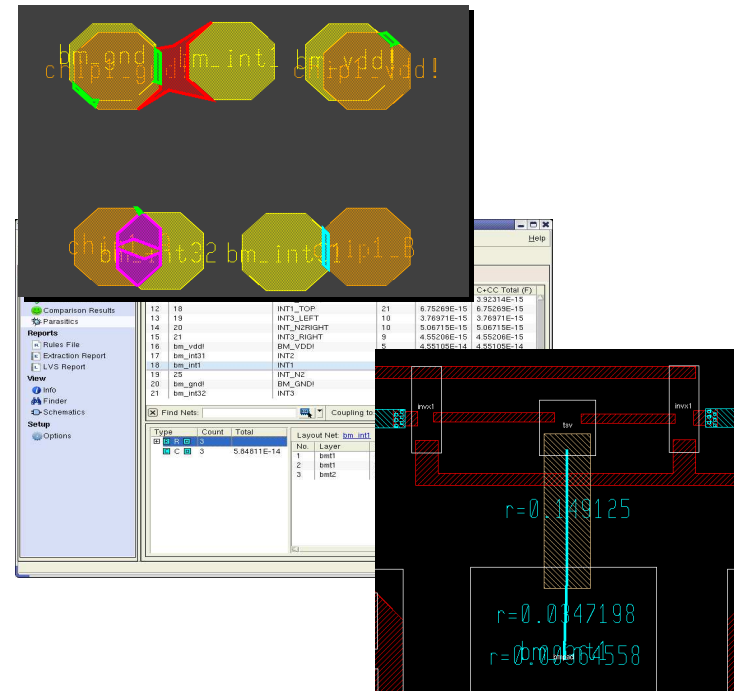 bm_gnd
chip1_gnd!
bm_int1
bm_vdd!
chip1_vdd!
bm_int32
bm_int1
chip1_B
Help
Comparison Results
Parasitics
Reports
Rules File
Extraction Report
LVS Report
View
Info
Finder
Schematics
Setup
Options
C+CC Total (F)
3.92314E-15
12 18 INT1_TOP 21 6.75269E-15 6.75269E-15
13 19 INT3_LEFT 10 3.76971E-15 3.76971E-15
14 20 INT_N2RIGHT 10 5.06715E-15 5.06715E-15
15 21 INT3_RIGHT 9 4.55206E-15 4.55206E-15
16 bm_vdd! BM_VDD! 5 4.55105E-14 4.55105E-14
17 bm_int31 INT2
18 bm_int1 INT1
19 25 INT_N2
20 bm_gnd! BM_GND!
21 bm_int32 INT3
Find Nets: Coupling to
Type Count Total
R 3
C 3 5.84811E-14
Layout Net: bm_int1
No. Layer
1 bmt1
2 bmt1
3 bmt2
invx1
tsv
invx1
r=0.149125
r=0.0347198
bm_int1
r=0.00364558